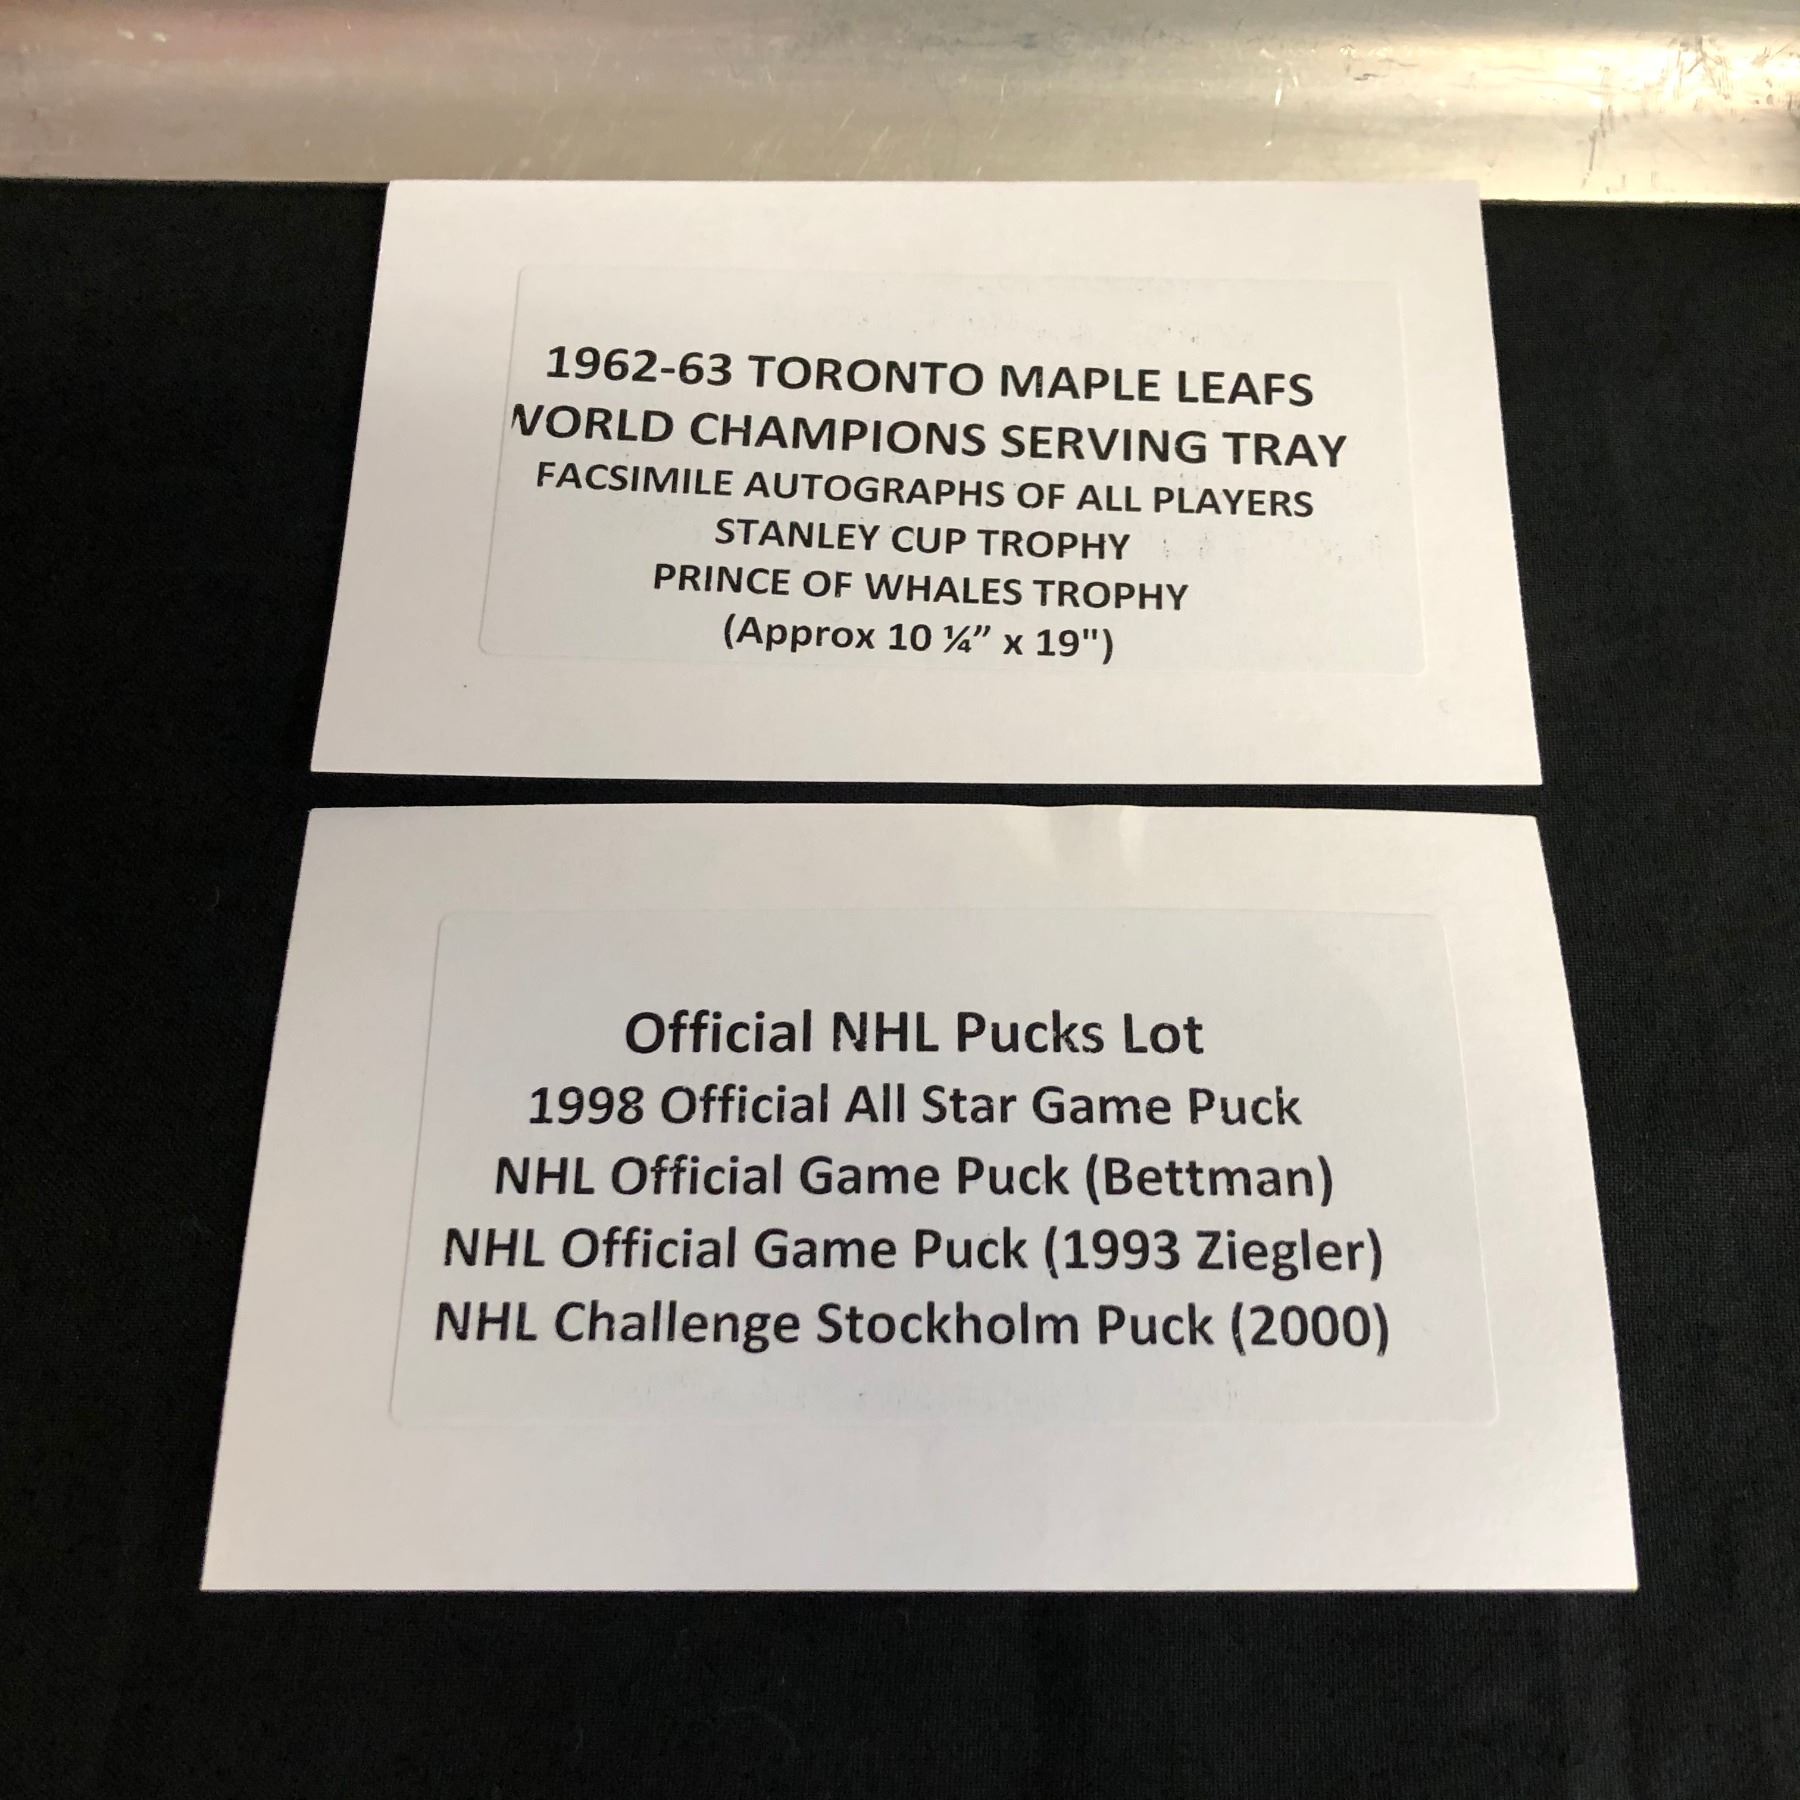 1962-63 TORONTO MAPLE LEAFS
WORLD CHAMPIONS SERVING TRAY
FACSIMILE AUTOGRAPHS OF ALL PLAYERS
STANLEY CUP TROPHY
PRINCE OF WHALES TROPHY
(Approx 10 ¼” x 19")
Official NHL Pucks Lot
1998 Official All Star Game Puck
NHL Official Game Puck (Bettman)
NHL Official Game Puck (1993 Ziegler)
NHL Challenge Stockholm Puck (2000)